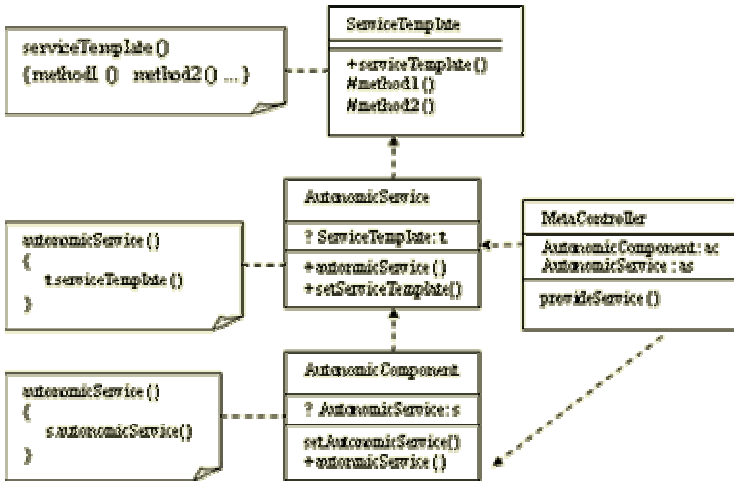 ServiceTemplate
+serviceTemplate()
#method1()
#method2()
serviceTemplate()
{method1 () method2() ... }
AutonomicService
? ServiceTemplate: t
+autonomicService()
+setServiceTemplate()
autonomicService()
{
t.serviceTemplate()
}
MetaController
AutonomicComponent: ac
AutonomicService : as
provideService()
AutonomicComponent
? AutonomicService: s
setAutonomicService()
+autonomicService()
autonomicService()
{
s.autonomicService()
}